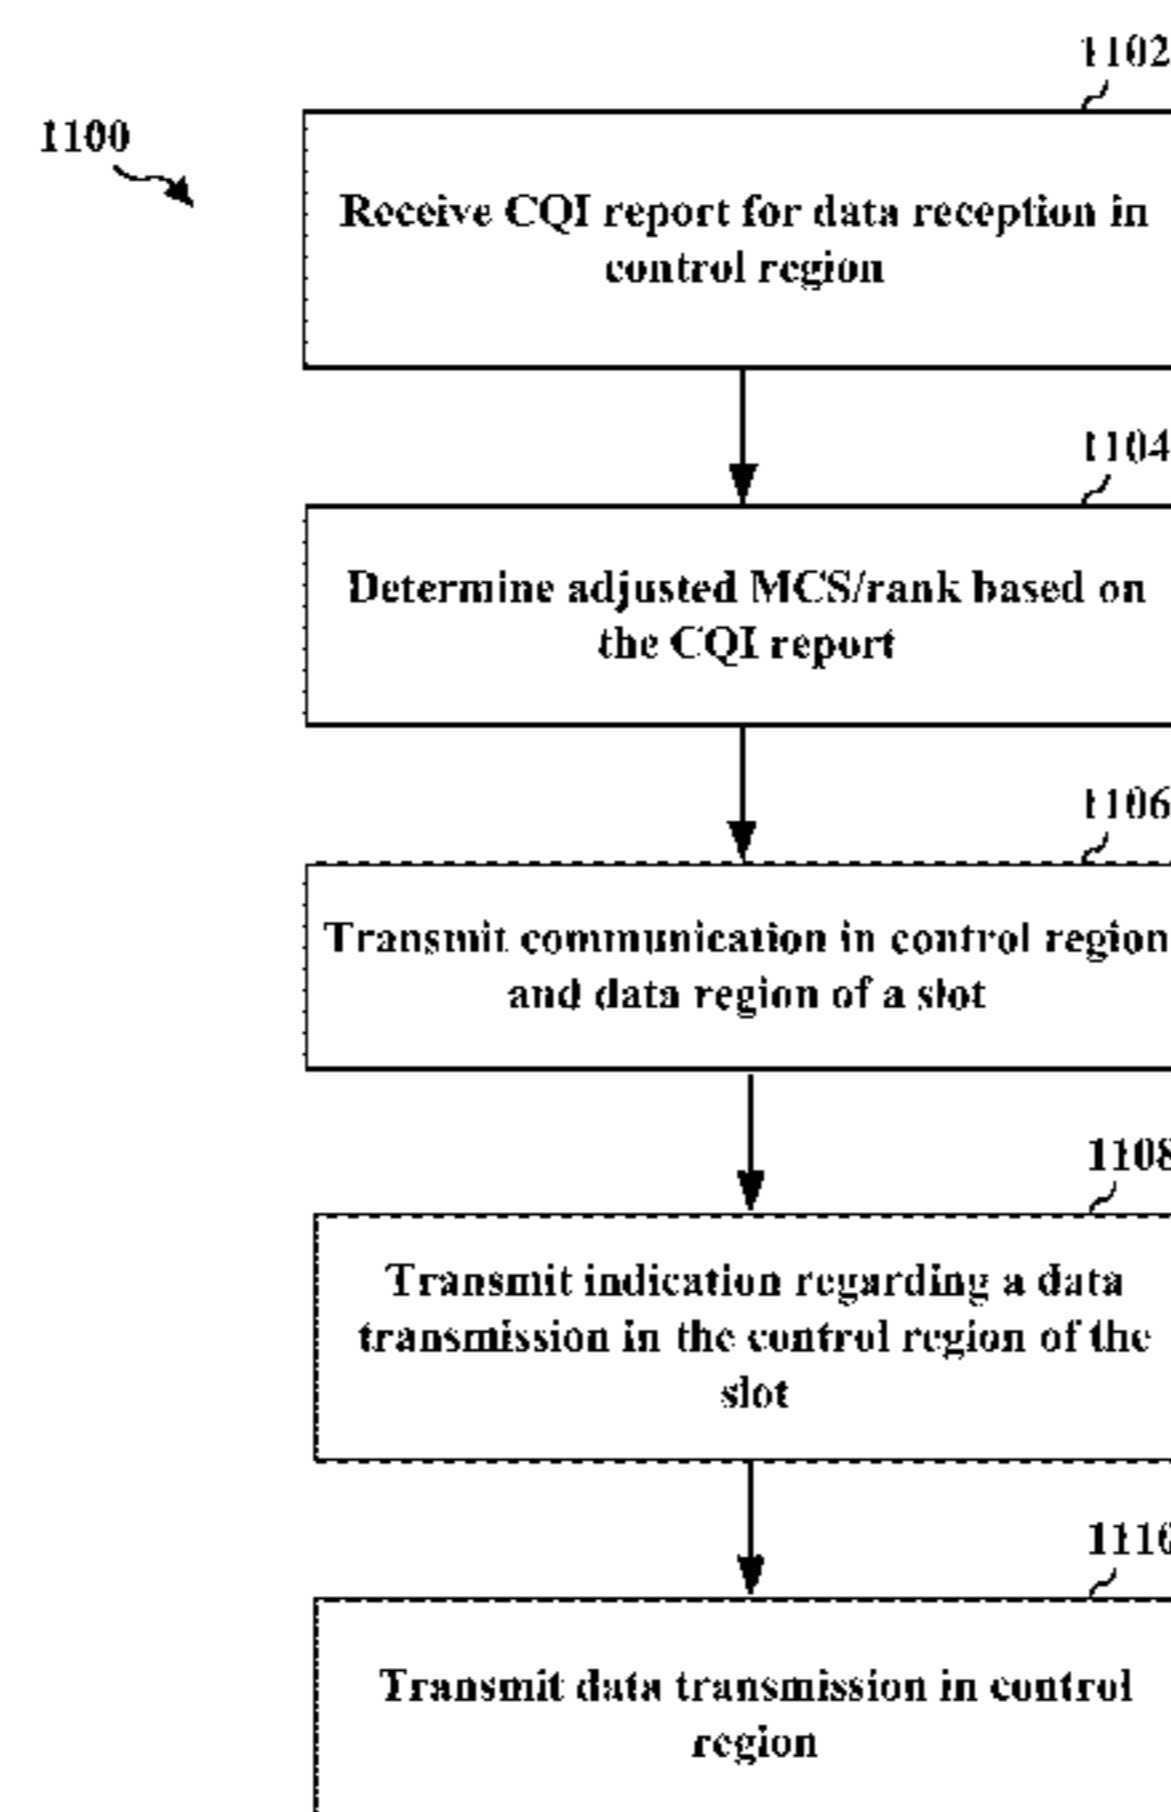 1102
1100
Receive CQI report for data reception in
control region
1104
Determine adjusted MCS/rank based on
the CQI report
1106
Transmit communication in control region
and data region of a slot
1108
Transmit indication regarding a data
transmission in the control region of the
slot
Transmit data transmission in control
region